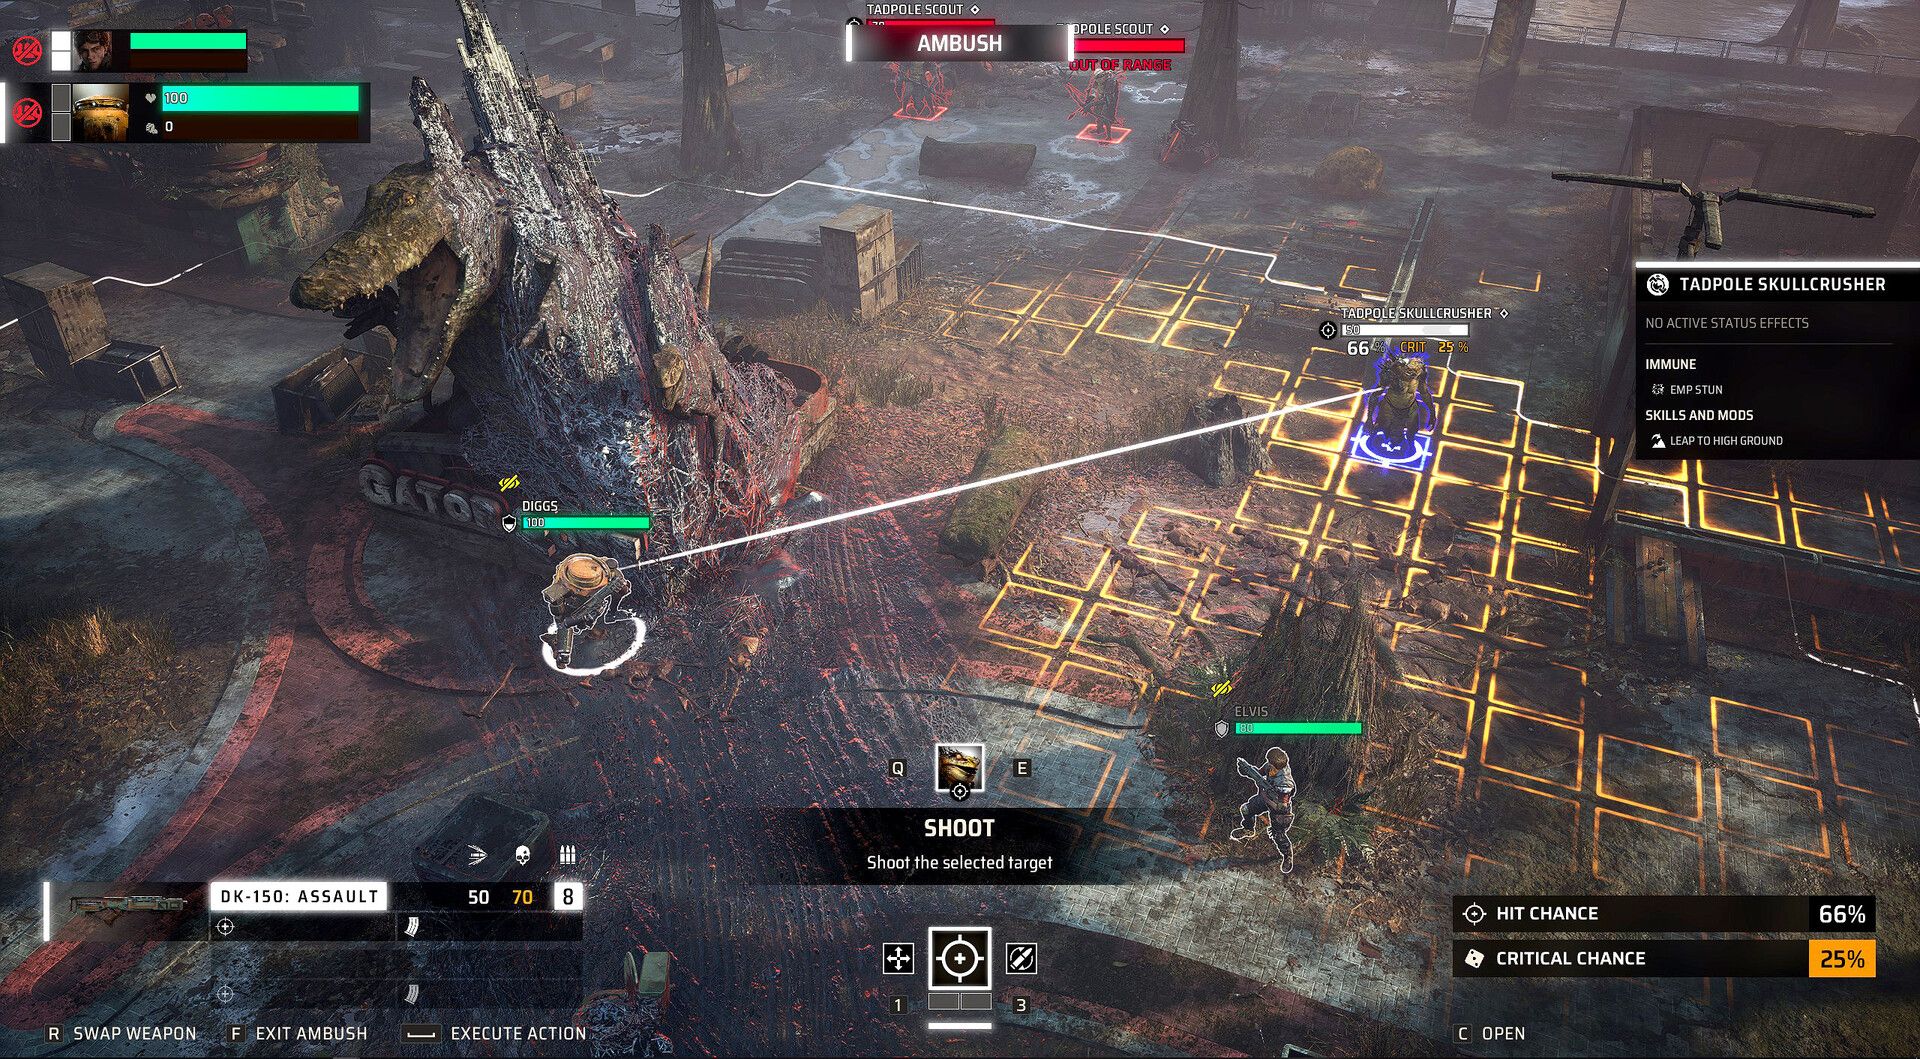 TADPOLE SCOUT
70
AMBUSH
DPOLE SCOUT
OUT OF RANGE
100
0
TADPOLE SKULLCRUSHER
NO ACTIVE STATUS EFFECTS
IMMUNE
EMP STUN
SKILLS AND MODS
LEAP TO HIGH GROUND
TADPOLE SKULLCRUSHER
50
66 % CRIT 25 %
GATOR
DIGGS
100
ELVIS
80
Q
E
SHOOT
Shoot the selected target
DK-150: ASSAULT
50 70 8
1
3
HIT CHANCE 66%
CRITICAL CHANCE 25%
R SWAP WEAPON F EXIT AMBUSH EXECUTE ACTION
C OPEN